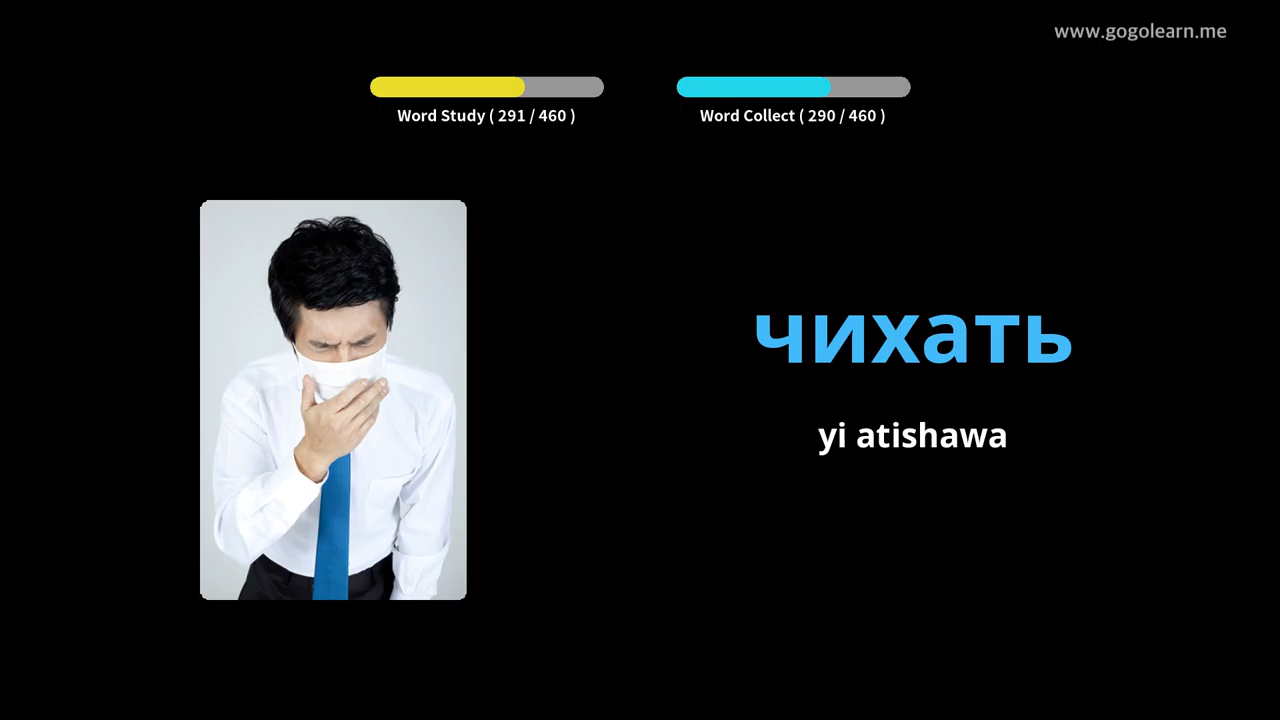 www.gogolearn.me
Word Study ( 291 / 460 )
Word Collect ( 290 / 460 )
чихать
yi atishawa